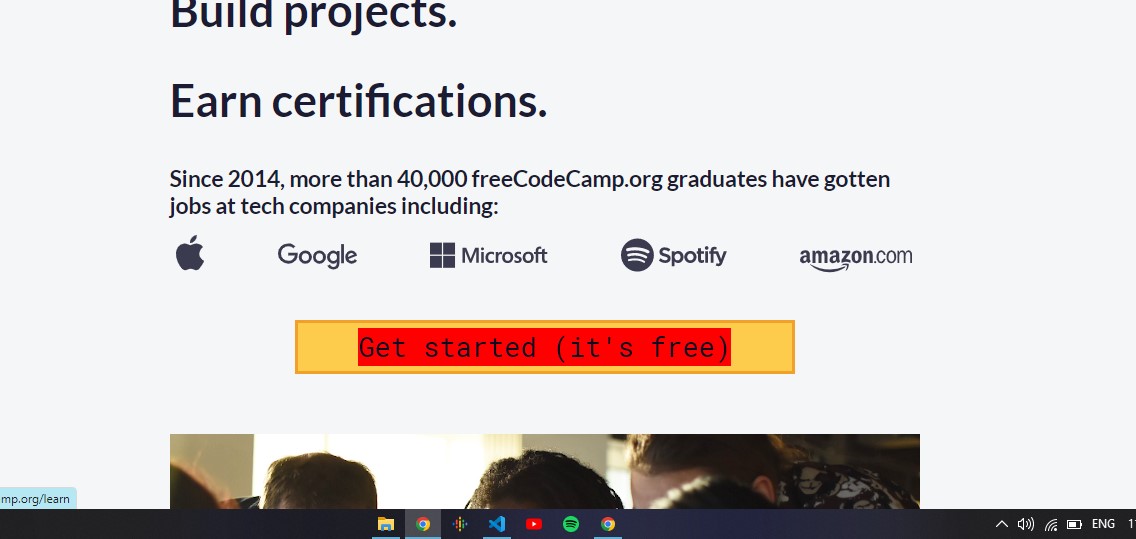 Build projects.
Earn certifications.
Since 2014, more than 40,000 freeCodeCamp.org graduates have gotten
jobs at tech companies including:
Google Microsoft Spotify amazon.com
Get started (it's free)
mp.org/learn
ENG